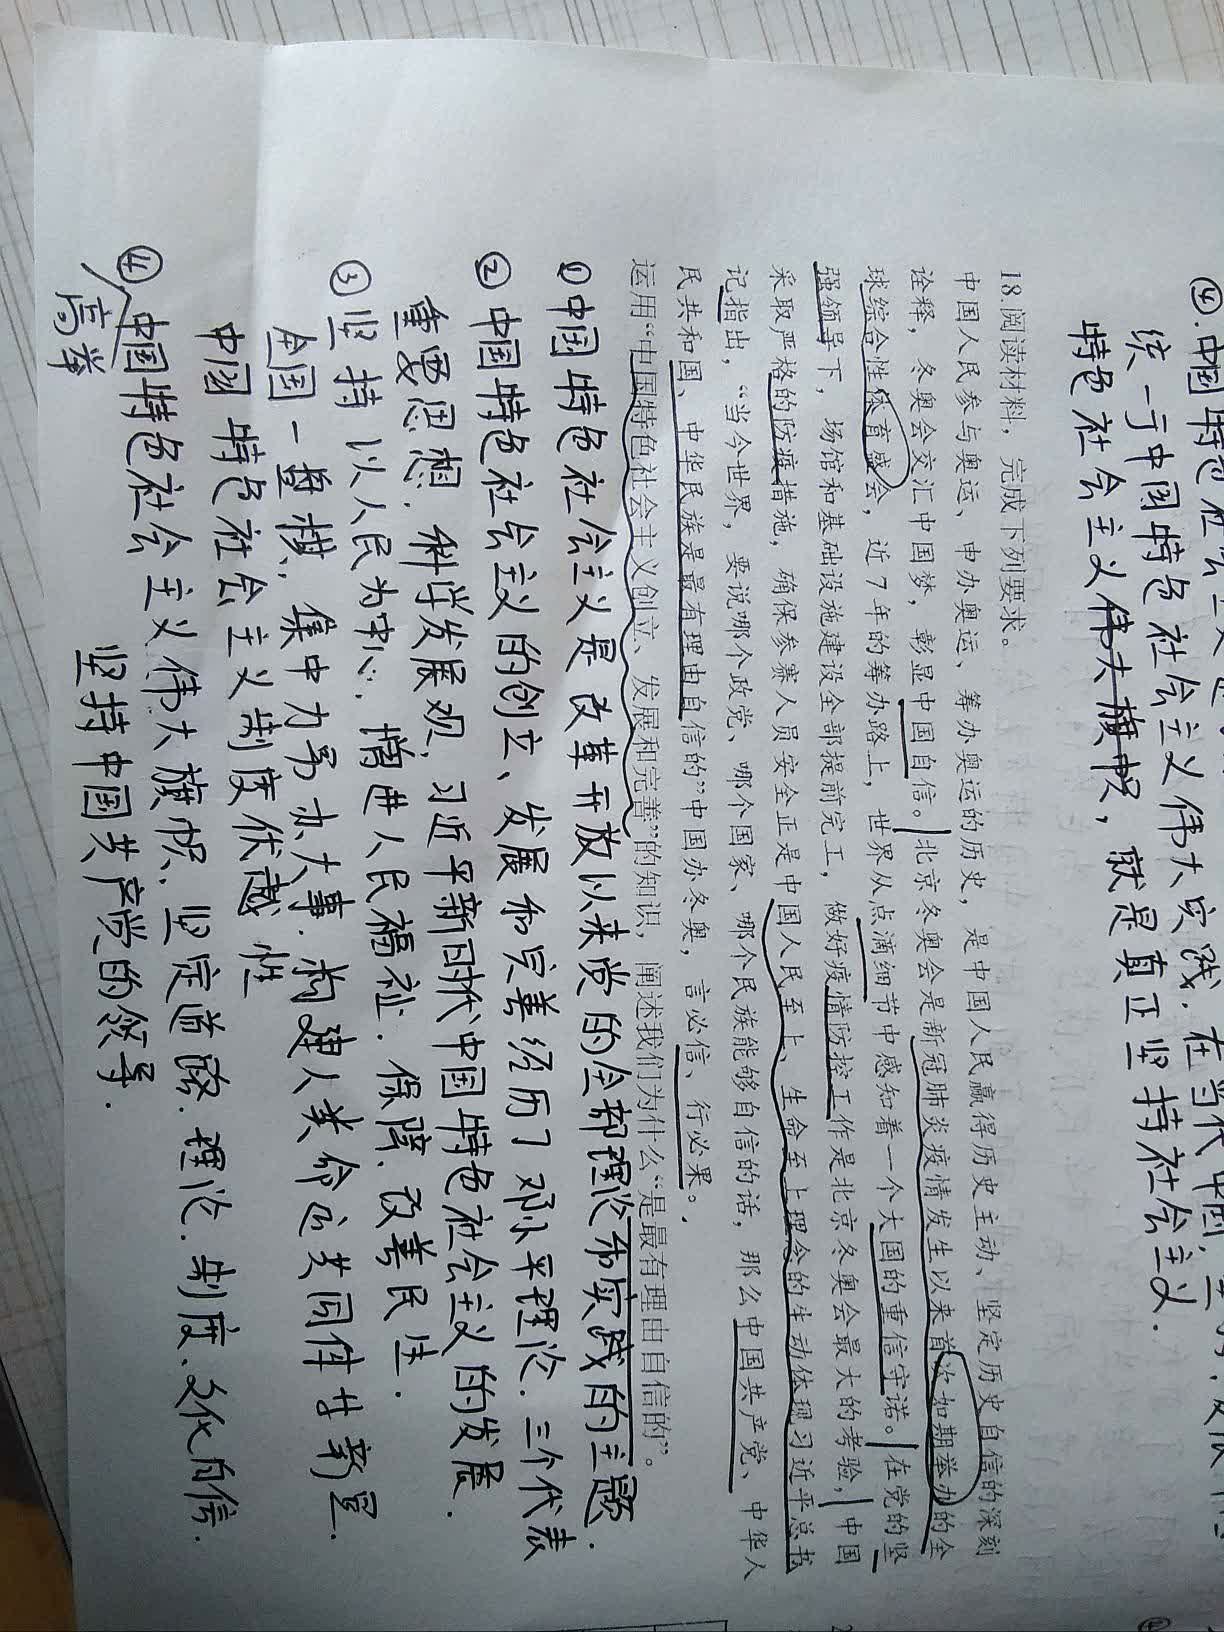 ④.中国特色社会主义是
统一于中国特色社会主义伟大实践，在当代中国，坚
特色社会主义伟大旗帜，就是真正坚持社会主义.
18.阅读材料，完成下列要求。
中国人民参与奥运、申办奥运、筹办奥运的历史，是中国人民赢得历史主动、坚定历史自信的深刻
诠释，冬奥会交汇中国梦，彰显中国自信。北京冬奥会是新冠肺炎疫情发生以来首次如期举办的全
球综合性体育盛会，近7年的筹办路上，世界从点滴细节中感知着一个大国的重信守诺。在党的坚
强领导下，场馆和基础设施建设全部提前完工，做好疫情防控工作是北京冬奥会最大的考验，中国
采取严格的防疫措施，确保参赛人员安全正是中国人民至上、生命至上理念的生动体现习近平总书
记指出，“当今世界，要说哪个政党、哪个国家、哪个民族能够自信的话，那么中国共产党、中华人
民共和国、中华民族是最有理由自信的”中国办冬奥，言必信、行必果。
运用“中国特色社会主义创立、发展和完善”的知识，阐述我们为什么“是最有理由自信的”。
①中国特色社会主义是改革开放以来党的全部理论和实践的主题.
②中国特色社会主义的创立、发展和完善经历了邓小平理论.三个代表
重要思想.科学发展观，习近平新时代中国特色社会主义的发展.
③坚持以人民为中心，增进人民福祉.保障、改善民生.
全国一盘棋、集中力量办大事.构建人类命运共同体等彰显
中国特色社会主义制度优越性
④中国特色社会主义伟大旗帜.坚定道路.理论.制度、文化自信.
高举
坚持中国共产党的领导.